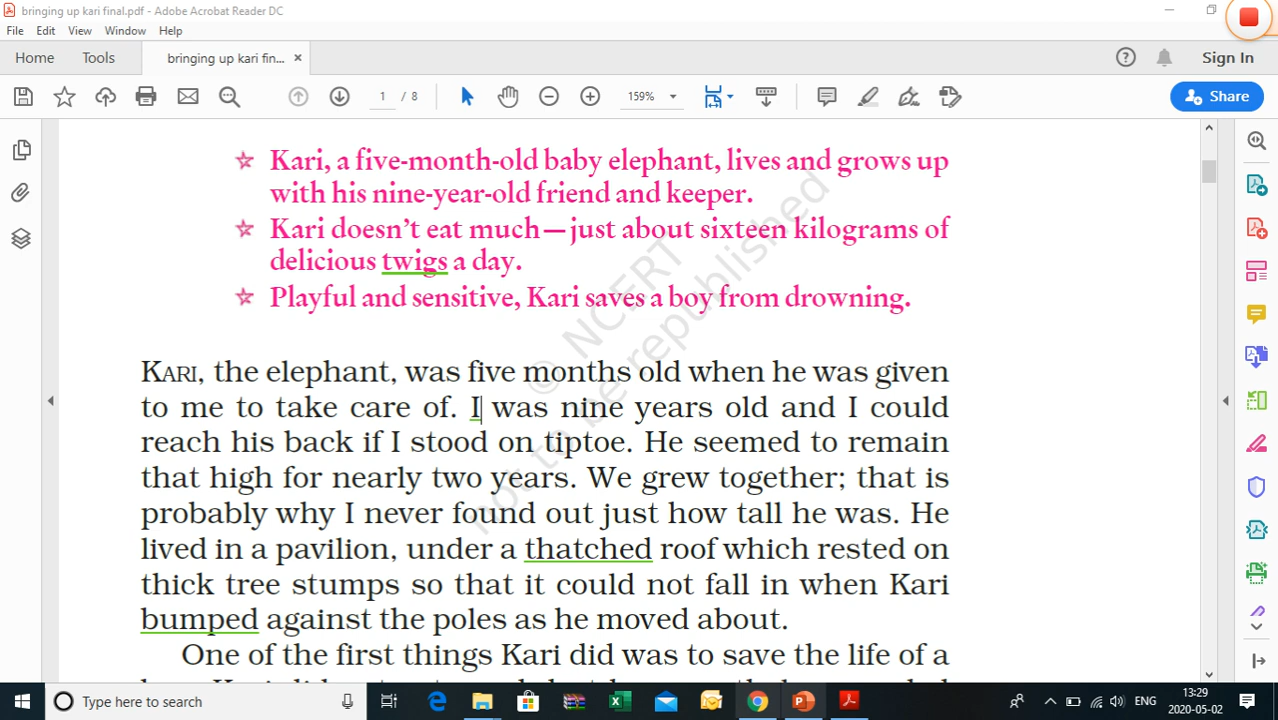 bringing up kari final.pdf - Adobe Acrobat Reader DC
File Edit View Window Help
Home Tools bringing up kari fin... × Sign In
1 / 8 159% Share
Kari, a five-month-old baby elephant, lives and grows up
with his nine-year-old friend and keeper.
Kari doesn't eat much—just about sixteen kilograms of
delicious twigs a day.
Playful and sensitive, Kari saves a boy from drowning.
© NCERT
not to be republished
KARI, the elephant, was five months old when he was given
to me to take care of. I was nine years old and I could
reach his back if I stood on tiptoe. He seemed to remain
that high for nearly two years. We grew together; that is
probably why I never found out just how tall he was. He
lived in a pavilion, under a thatched roof which rested on
thick tree stumps so that it could not fall in when Kari
bumped against the poles as he moved about.
One of the first things Kari did was to save the life of a
Type here to search
ENG
13:29
2020-05-02